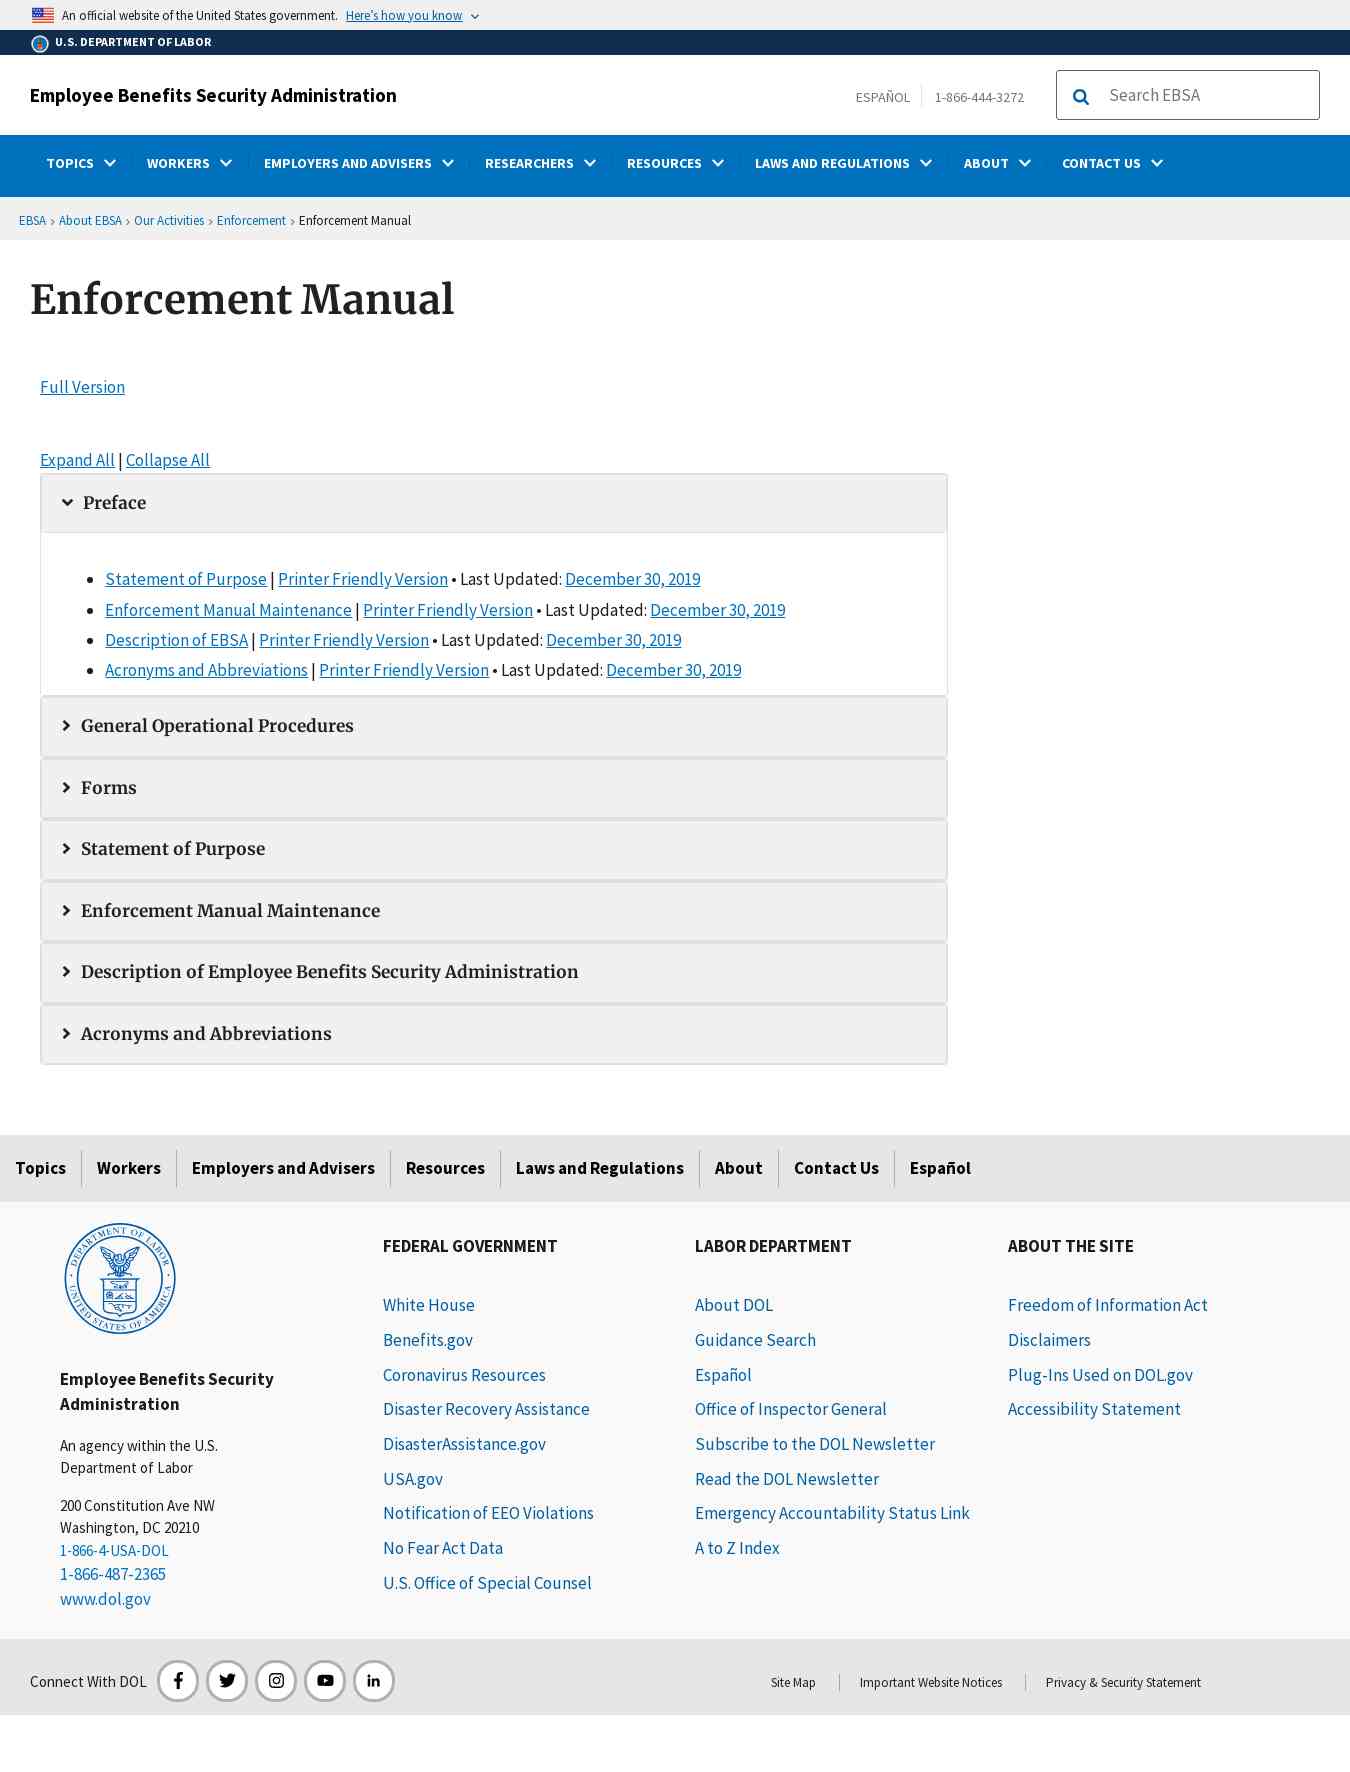 An official website of the United States government. Here's how you know
U.S. DEPARTMENT OF LABOR
Employee Benefits Security Administration
ESPAÑOL
1-866-444-3272
Search EBSA
TOPICS WORKERS EMPLOYERS AND ADVISERS RESEARCHERS RESOURCES LAWS AND REGULATIONS ABOUT CONTACT US
EBSA › About EBSA › Our Activities › Enforcement › Enforcement Manual
Enforcement Manual
Full Version
Expand All | Collapse All
Preface
• Statement of Purpose | Printer Friendly Version • Last Updated: December 30, 2019
• Enforcement Manual Maintenance | Printer Friendly Version • Last Updated: December 30, 2019
• Description of EBSA | Printer Friendly Version • Last Updated: December 30, 2019
• Acronyms and Abbreviations | Printer Friendly Version • Last Updated: December 30, 2019
General Operational Procedures
Forms
Statement of Purpose
Enforcement Manual Maintenance
Description of Employee Benefits Security Administration
Acronyms and Abbreviations
Topics Workers Employers and Advisers Resources Laws and Regulations About Contact Us Español
DEPARTMENT OF LABOR
UNITED STATES OF AMERICA
Employee Benefits Security
Administration
An agency within the U.S.
Department of Labor
200 Constitution Ave NW
Washington, DC 20210
1-866-4-USA-DOL
1-866-487-2365
www.dol.gov
FEDERAL GOVERNMENT
White House
Benefits.gov
Coronavirus Resources
Disaster Recovery Assistance
DisasterAssistance.gov
USA.gov
Notification of EEO Violations
No Fear Act Data
U.S. Office of Special Counsel
LABOR DEPARTMENT
About DOL
Guidance Search
Español
Office of Inspector General
Subscribe to the DOL Newsletter
Read the DOL Newsletter
Emergency Accountability Status Link
A to Z Index
ABOUT THE SITE
Freedom of Information Act
Disclaimers
Plug-Ins Used on DOL.gov
Accessibility Statement
Connect With DOL
Site Map
Important Website Notices
Privacy & Security Statement